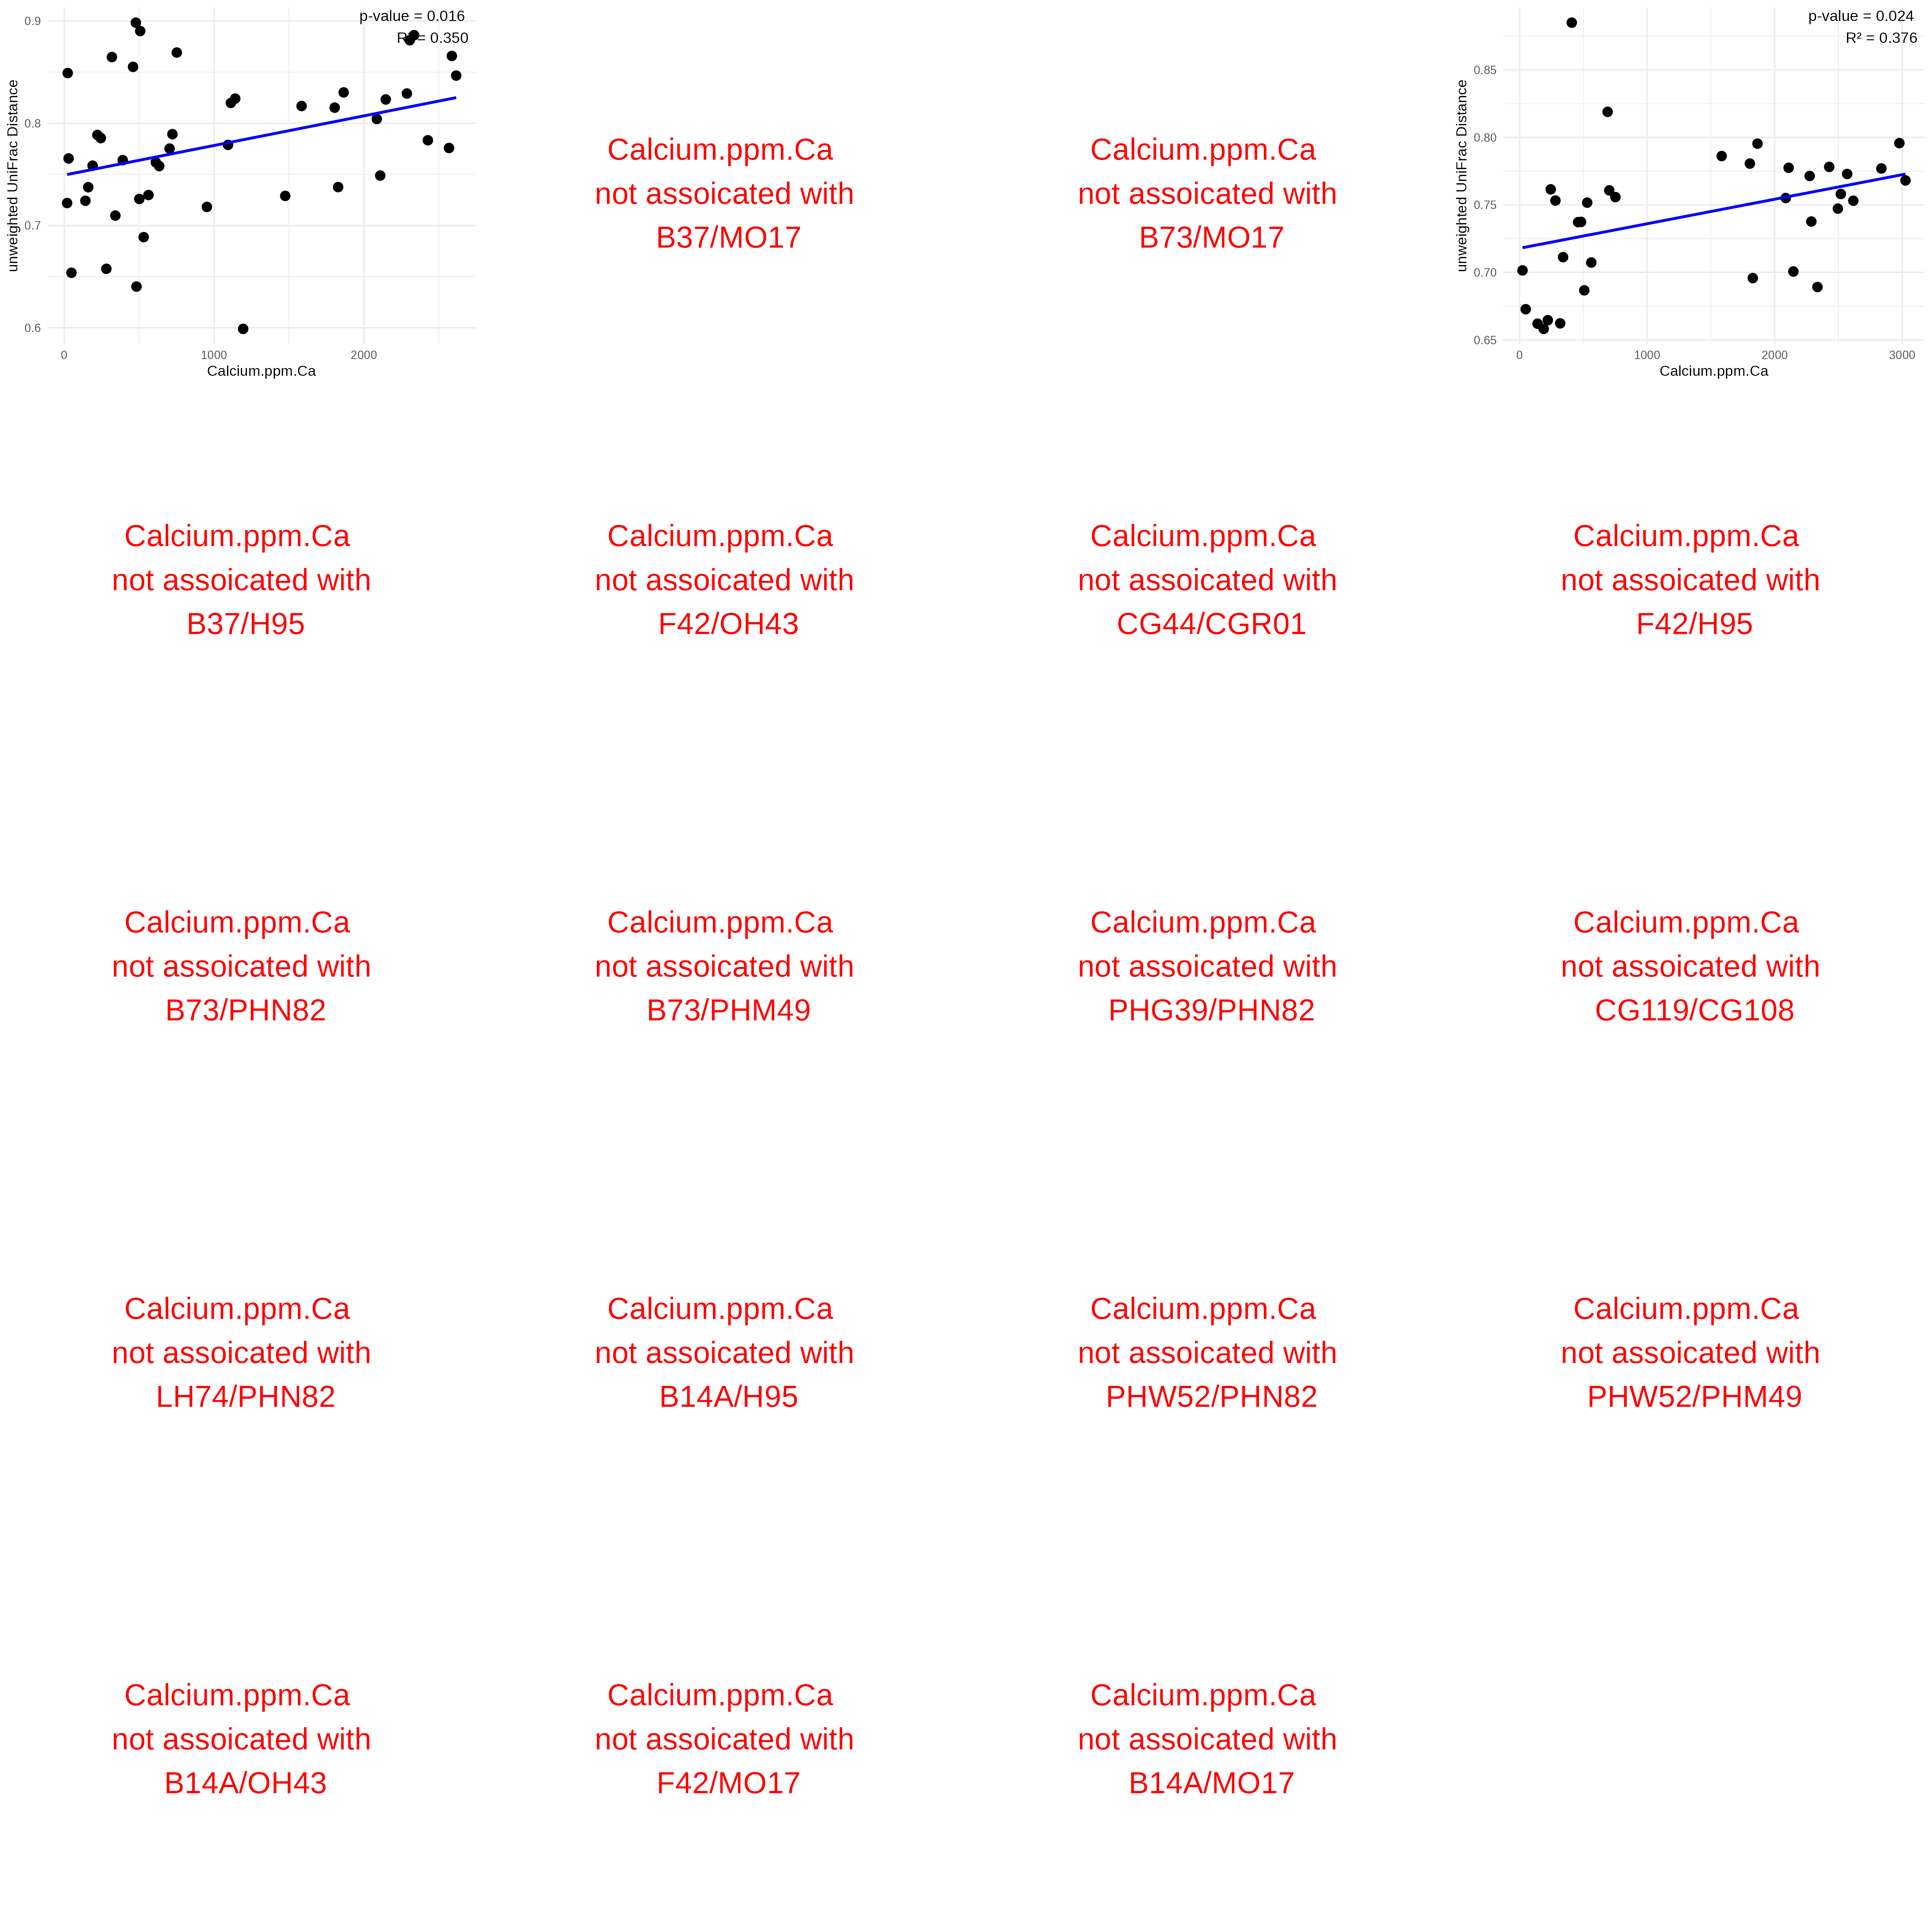 p-value = 0.016
R² = 0.350
0.9
0.8
0.7
0.6
unweighted UniFrac Distance
0 1000 2000
Calcium.ppm.Ca
Calcium.ppm.Ca
not assoicated with
B37/MO17
Calcium.ppm.Ca
not assoicated with
B73/MO17
p-value = 0.024
R² = 0.376
0.85
0.80
0.75
0.70
0.65
unweighted UniFrac Distance
0 1000 2000 3000
Calcium.ppm.Ca
Calcium.ppm.Ca
not assoicated with
B37/H95
Calcium.ppm.Ca
not assoicated with
F42/OH43
Calcium.ppm.Ca
not assoicated with
CG44/CGR01
Calcium.ppm.Ca
not assoicated with
F42/H95
Calcium.ppm.Ca
not assoicated with
B73/PHN82
Calcium.ppm.Ca
not assoicated with
B73/PHM49
Calcium.ppm.Ca
not assoicated with
PHG39/PHN82
Calcium.ppm.Ca
not assoicated with
CG119/CG108
Calcium.ppm.Ca
not assoicated with
LH74/PHN82
Calcium.ppm.Ca
not assoicated with
B14A/H95
Calcium.ppm.Ca
not assoicated with
PHW52/PHN82
Calcium.ppm.Ca
not assoicated with
PHW52/PHM49
Calcium.ppm.Ca
not assoicated with
B14A/OH43
Calcium.ppm.Ca
not assoicated with
F42/MO17
Calcium.ppm.Ca
not assoicated with
B14A/MO17